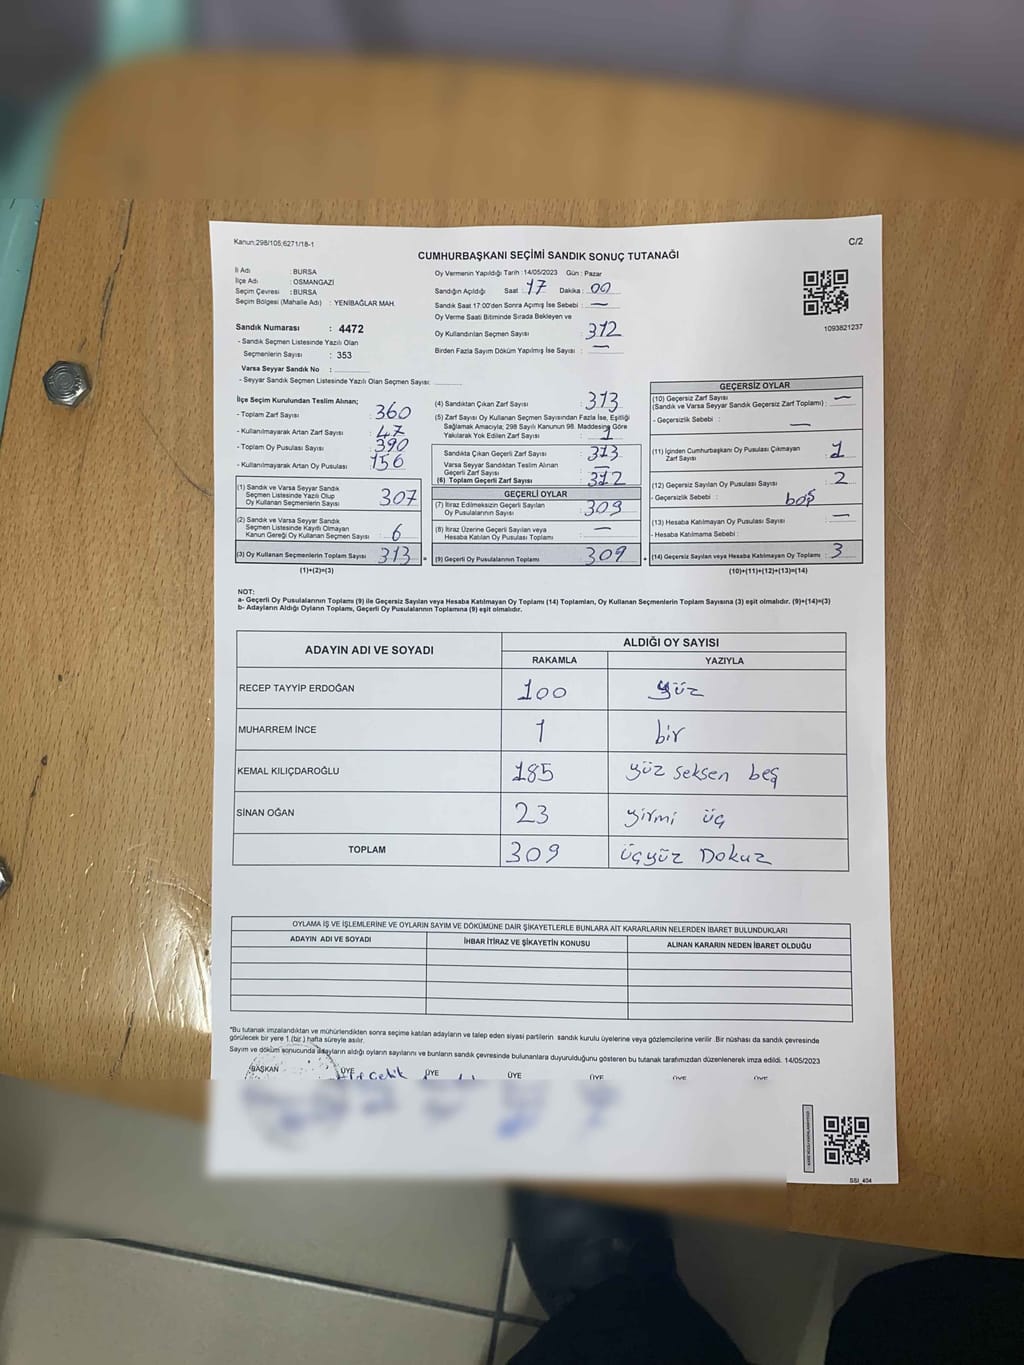 Kanun:298/105;6271/18-1
C/2
CUMHURBAŞKANI SEÇİMİ SANDIK SONUÇ TUTANAĞI
İl Adı : BURSA
İlçe Adı : OSMANGAZİ
Seçim Çevresi : BURSA
Seçim Bölgesi (Mahalle Adı) : YENİBAĞLAR MAH.
Sandık Numarası : 4472
- Sandık Seçmen Listesinde Yazılı Olan
Seçmenlerin Sayısı : 353
Varsa Seyyar Sandık No :
- Seyyar Sandık Seçmen Listesinde Yazılı Olan Seçmen Sayısı:
Oy Vermenin Yapıldığı Tarih : 14/05/2023 Gün : Pazar
Sandığın Açıldığı Saat : 17 Dakika : 00
Sandık Saat 17:00'den Sonra Açımış İse Sebebi : —
Oy Verme Saati Bitiminde Sırada Bekleyen ve
Oy Kullandırılan Seçmen Sayısı : 312
Birden Fazla Sayım Döküm Yapılmış İse Sayısı : —
1093821237
İlçe Seçim Kurulundan Teslim Alınan;
- Toplam Zarf Sayısı : 360
- Kullanılmayarak Artan Zarf Sayısı : 47
- Toplam Oy Pusulası Sayısı : 390
- Kullanılmayarak Artan Oy Pusulası : 156
(1) Sandık ve Varsa Seyyar Sandık
Seçmen Listesinde Yazılı Olup
Oy Kullanan Seçmenlerin Sayısı : 307
(2) Sandık ve Varsa Seyyar Sandık
Seçmen Listesinde Kayıtlı Olmayan
Kanun Gereği Oy Kullanan Seçmen Sayısı : 6
(3) Oy Kullanan Seçmenlerin Toplam Sayısı : 313
(1)+(2)=(3)
(4) Sandıktan Çıkan Zarf Sayısı : 313
(5) Zarf Sayısı Oy Kullanan Seçmen Sayısından Fazla İse, Eşitliği
Sağlamak Amacıyla; 298 Sayılı Kanunun 98. Maddesine Göre
Yakılarak Yok Edilen Zarf Sayısı : 1
Sandıkta Çıkan Geçerli Zarf Sayısı : 313
Varsa Seyyar Sandıktan Teslim Alınan
Geçerli Zarf Sayısı : —
(6) Toplam Geçerli Zarf Sayısı : 312
GEÇERLİ OYLAR
(7) İtiraz Edilmeksizin Geçerli Sayılan
Oy Pusulalarının Sayısı : 309
(8) İtiraz Üzerine Geçerli Sayılan veya
Hesaba Katılan Oy Pusulası Toplamı : —
= (9) Geçerli Oy Pusulalarının Toplamı : 309
GEÇERSİZ OYLAR
(10) Geçersiz Zarf Sayısı
(Sandık ve Varsa Seyyar Sandık Geçersiz Zarf Toplamı) : —
- Geçersizlik Sebebi : —
(11) İçinden Cumhurbaşkanı Oy Pusulası Çıkmayan
Zarf Sayısı : 1
(12) Geçersiz Sayılan Oy Pusulası Sayısı : 2
- Geçersizlik Sebebi : boş
(13) Hesaba Katılmayan Oy Pusulası Sayısı : —
- Hesaba Katılmama Sebebi :
+ (14) Geçersiz Sayılan veya Hesaba Katılmayan Oy Toplamı : 3
(10)+(11)+(12)+(13)=(14)
NOT:
a- Geçerli Oy Pusulalarının Toplamı (9) ile Geçersiz Sayılan veya Hesaba Katılmayan Oy Toplamı (14) Toplamları, Oy Kullanan Seçmenlerin Toplam Sayısına (3) eşit olmalıdır. (9)+(14)=(3)
b- Adayların Aldığı Oyların Toplamı, Geçerli Oy Pusulalarının Toplamına (9) eşit olmalıdır.
ADAYIN ADI VE SOYADI ALDIĞI OY SAYISI
RAKAMLA YAZIYLA
RECEP TAYYİP ERDOĞAN 100 yüz
MUHARREM İNCE 1 bir
KEMAL KILIÇDAROĞLU 185 yüz seksen beş
SİNAN OĞAN 23 yirmi üç
TOPLAM 309 üçyüz Dokuz
OYLAMA İŞ VE İŞLEMLERİNE VE OYLARIN SAYIM VE DÖKÜMÜNE DAİR ŞİKAYETLERLE BUNLARA AİT KARARLARIN NELERDEN İBARET BULUNDUKLARI
ADAYIN ADI VE SOYADI İHBAR İTİRAZ VE ŞİKAYETİN KONUSU ALINAN KARARIN NEDEN İBARET OLDUĞU
*Bu tutanak imzalandıktan ve mühürlendikten sonra seçime katılan adayların ve talep eden siyasi partilerin sandık kurulu üyelerine veya gözlemcilerine verilir. Bir nüshası da sandık çevresinde
görülecek bir yere 1 (bir ) hafta süreyle asılır.
Sayım ve döküm sonucunda adayların aldığı oyların sayılarını ve bunların sandık çevresinde bulunanlara duyurulduğunu gösteren bu tutanak tarafımızdan düzenlenerek imza edildi. 14/05/2023
BAŞKAN ÜYE ÜYE ÜYE ÜYE ÜYE ÜYE
Çelik
SSİ_404